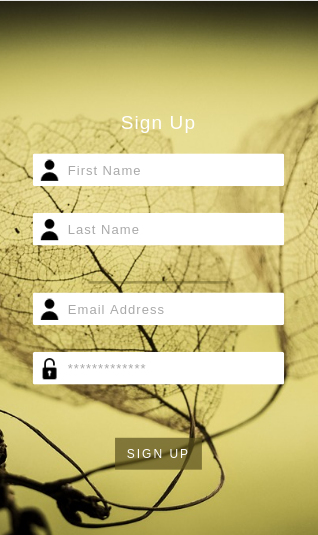 Sign Up
First Name
Last Name
Email Address
*************
SIGN UP